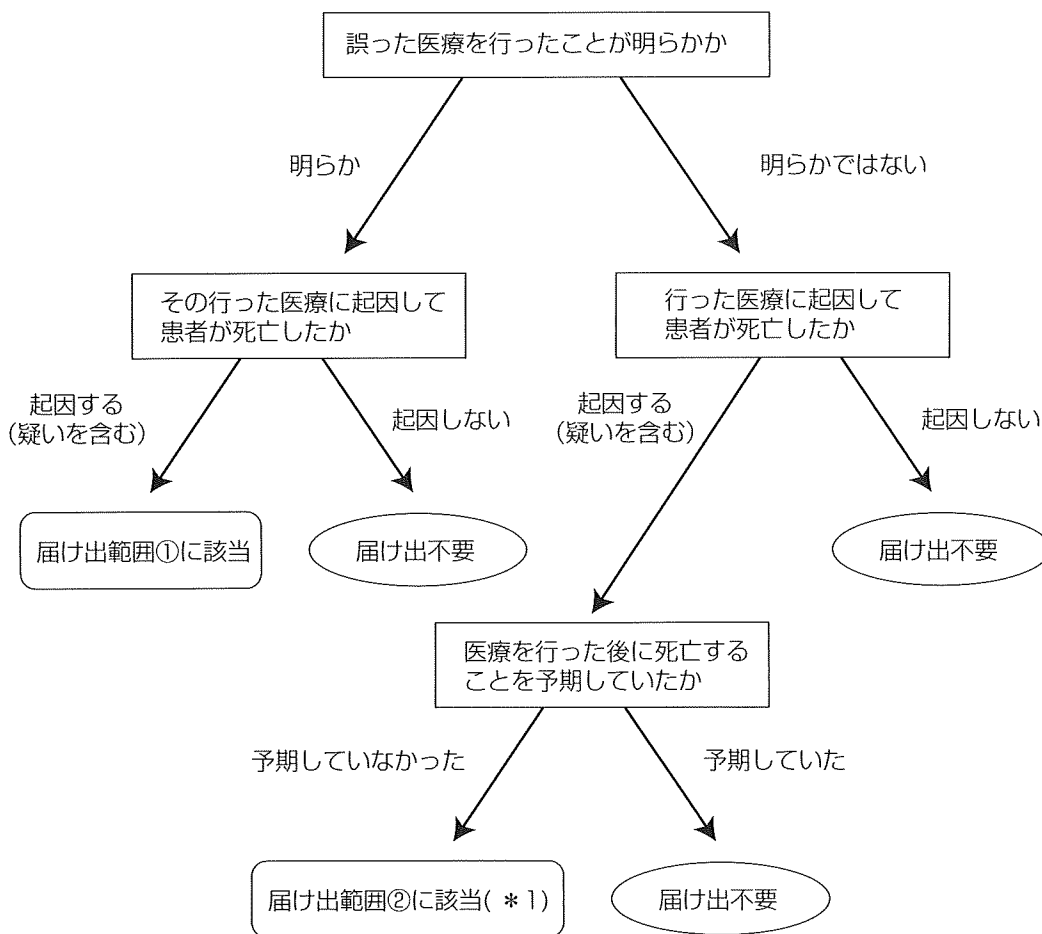 誤った医療を行ったことが明らかか
明らか
明らかではない
その行った医療に起因して
患者が死亡したか
行った医療に起因して
患者が死亡したか
起因する
(疑いを含む)
起因しない
起因する
(疑いを含む)
起因しない
届け出範囲①に該当
届け出不要
届け出不要
医療を行った後に死亡する
ことを予期していたか
予期していなかった
予期していた
届け出範囲②に該当(＊1)
届け出不要